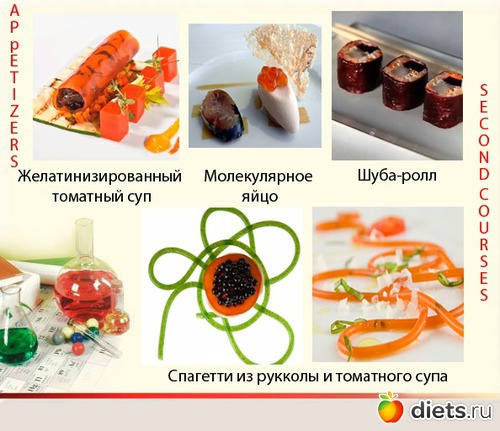 APpETIZERS
SECOND COURSES
Желатинизированный
томатный суп
Молекулярное
яйцо
Шуба-ролл
Спагетти из рукколы и томатного супа
diets.ru